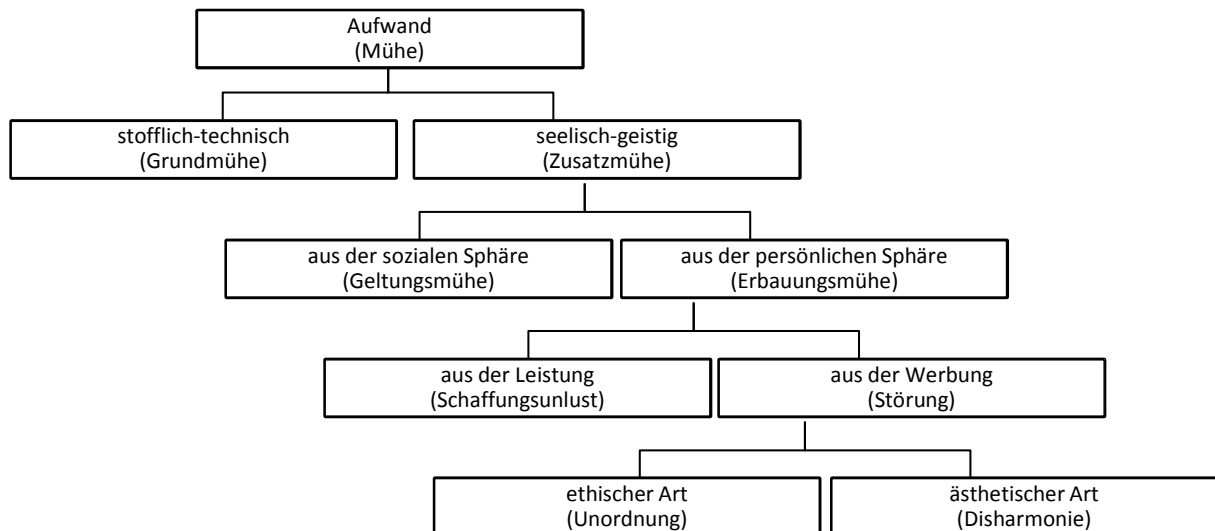 Aufwand
(Mühe)
stofflich-technisch
(Grundmühe)
seelisch-geistig
(Zusatzmühe)
aus der sozialen Sphäre
(Geltungsmühe)
aus der persönlichen Sphäre
(Erbauungsmühe)
aus der Leistung
(Schaffungsunlust)
aus der Werbung
(Störung)
ethischer Art
(Unordnung)
ästhetischer Art
(Disharmonie)